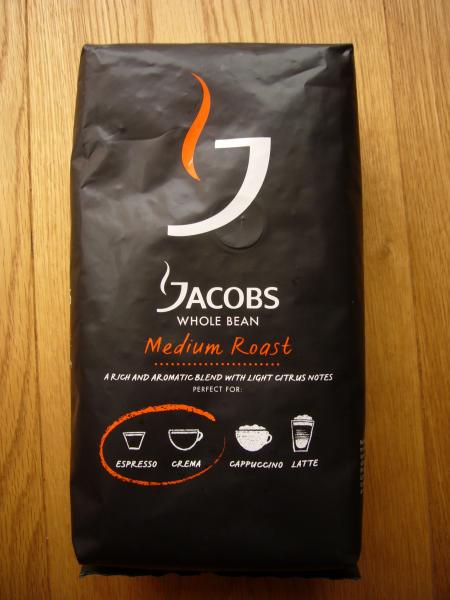 J
JACOBS
WHOLE BEAN
Medium Roast
A RICH AND AROMATIC BLEND WITH LIGHT CITRUS NOTES
PERFECT FOR:
ESPRESSO CREMA CAPPUCCINO LATTE